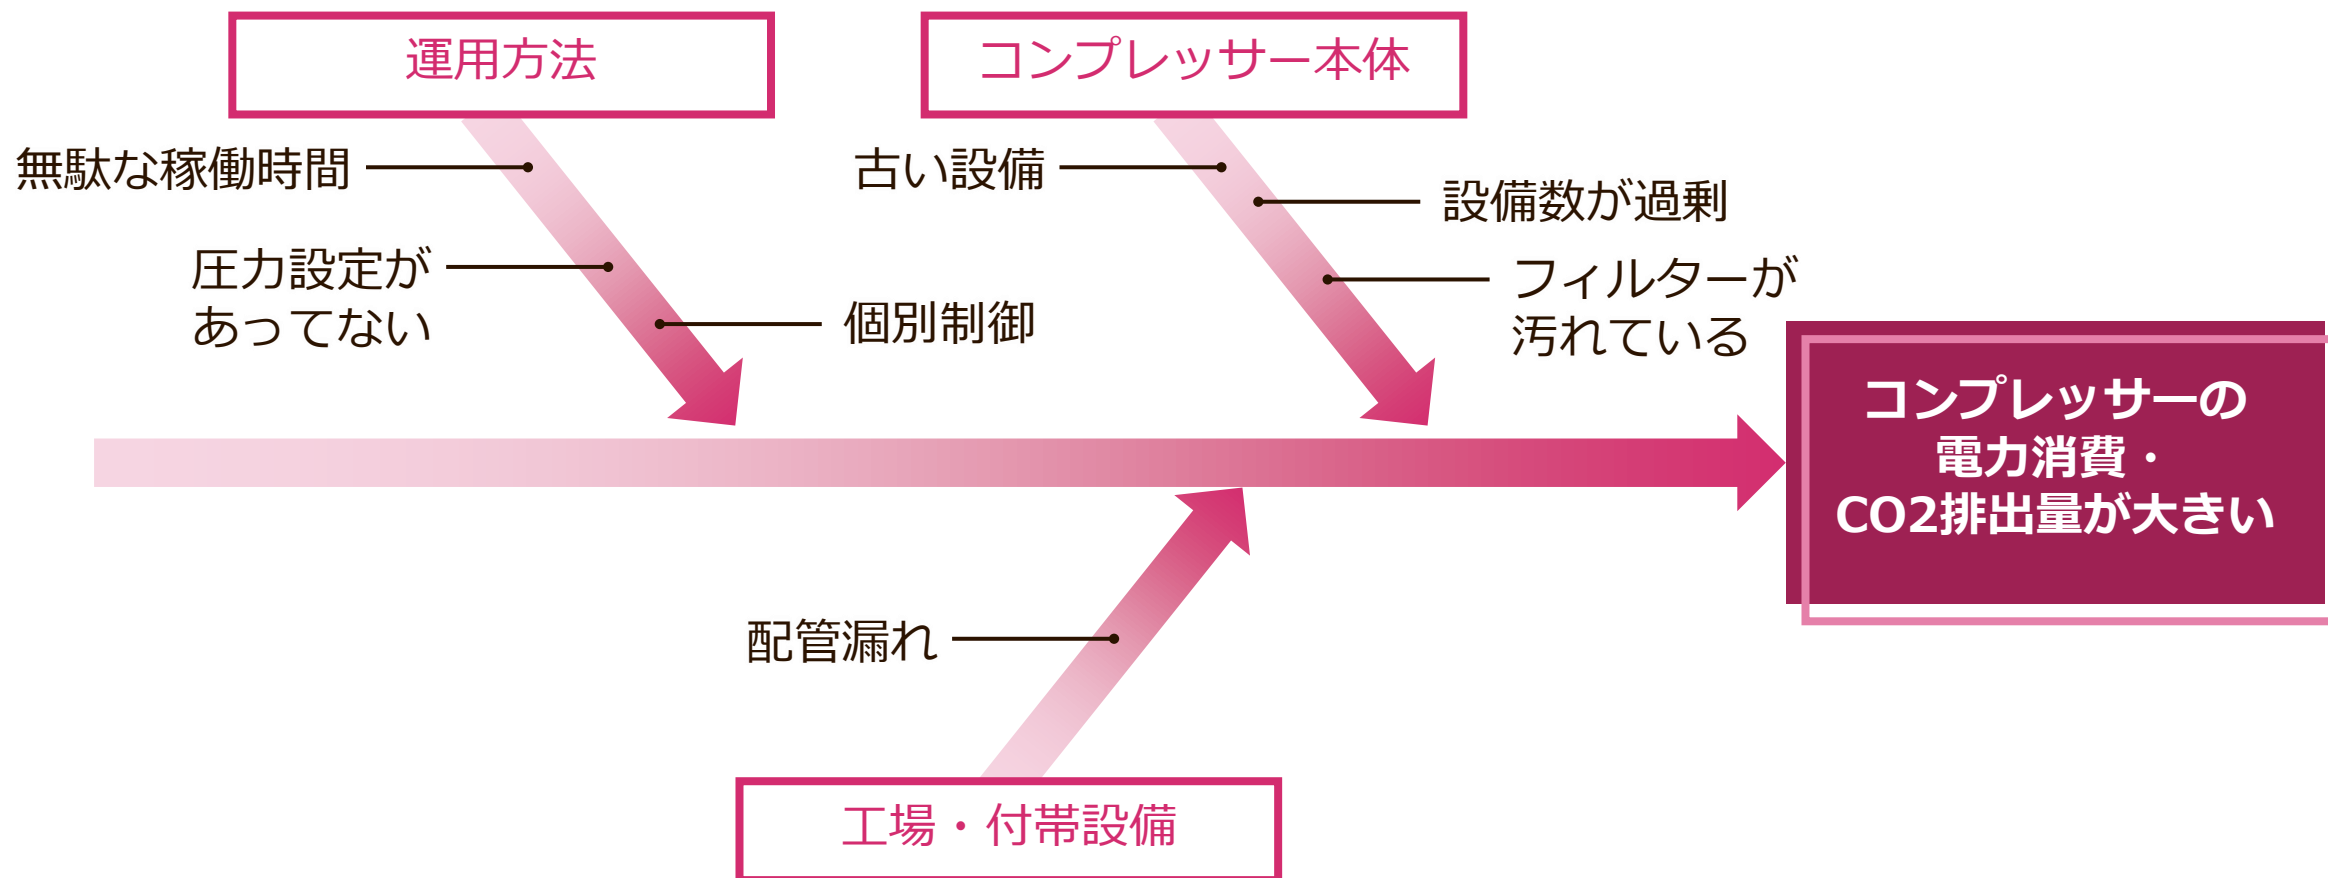 運用方法
コンプレッサー本体
無駄な稼働時間
古い設備
設備数が過剰
圧力設定が
あってない
フィルターが
汚れている
個別制御
コンプレッサーの
電力消費・
CO2排出量が大きい
配管漏れ
工場・付帯設備